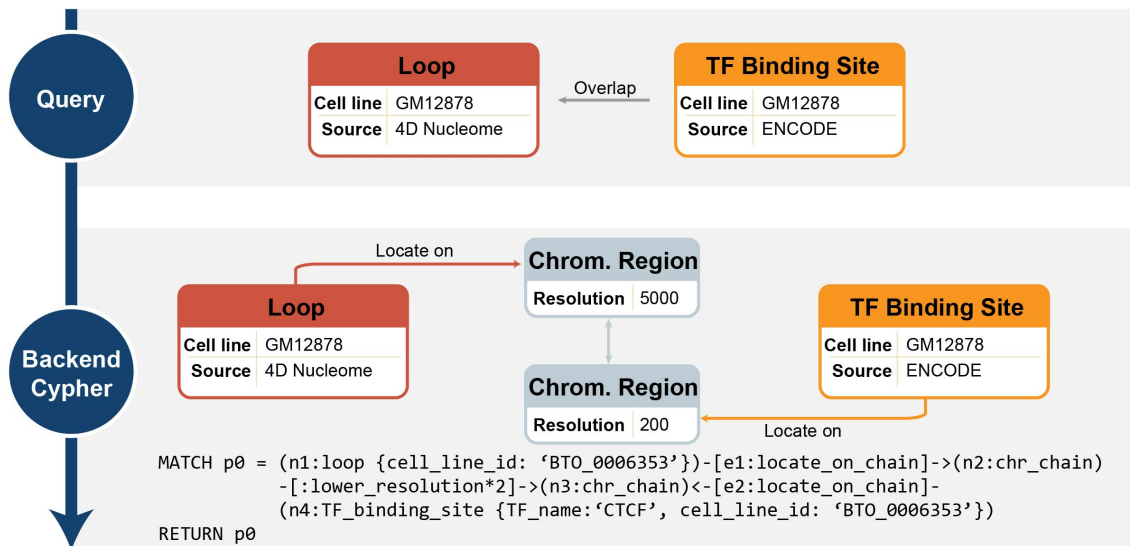 Query
Loop
Cell line GM12878
Source 4D Nucleome
Overlap
TF Binding Site
Cell line GM12878
Source ENCODE
Backend
Cypher
Locate on
Loop
Cell line GM12878
Source 4D Nucleome
Chrom. Region
Resolution 5000
Chrom. Region
Resolution 200
TF Binding Site
Cell line GM12878
Source ENCODE
Locate on
MATCH p0 = (n1:loop {cell_line_id: ‘BTO_0006353’})-[e1:locate_on_chain]->(n2:chr_chain)
-[:lower_resolution*2]->(n3:chr_chain)<-[e2:locate_on_chain]-
(n4:TF_binding_site {TF_name:‘CTCF’, cell_line_id: ‘BTO_0006353’})
RETURN p0